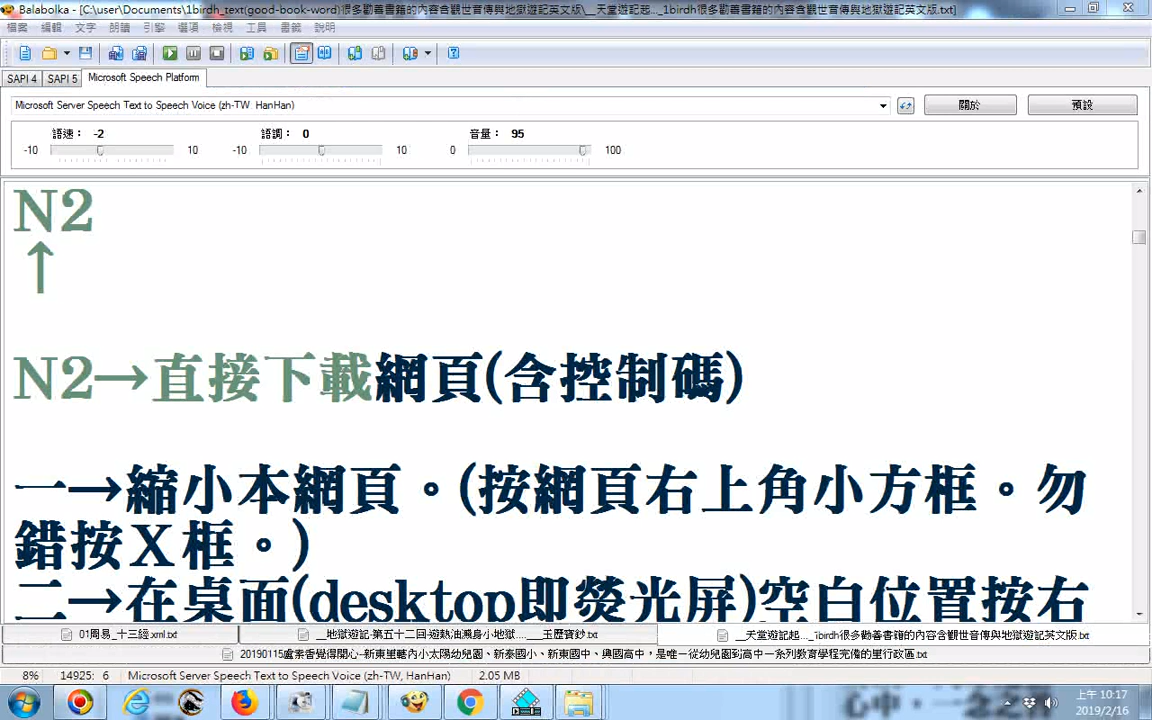 Balabolka - [C:\user\Documents\1birdh_text(good-book-word)很多勸善書籍的內容含觀世音傳與地獄遊記英文版\__天堂遊記起..._1birdh很多勸善書籍的內容含觀世音傳與地獄遊記英文版.txt]
檔案 編輯 文字 朗讀 引擎 選項 檢視 工具 書籤 說明
SAPI 4 SAPI 5 Microsoft Speech Platform
Microsoft Server Speech Text to Speech Voice (zh-TW HanHan) 關於 預設
語速： -2 語調： 0 音量： 95
-10 10 -10 10 0 100
N2
↑
N2→直接下載網頁(含控制碼)
一→縮小本網頁。(按網頁右上角小方框。勿
錯按X框。)
二→在桌面(desktop即熒光屏)空白位置按右
01周易_十三經.xml.txt __地獄遊記-第五十二回-遊熱油濺身小地獄....___玉歷寶鈔.txt __天堂遊記起..._1birdh很多勸善書籍的內容含觀世音傳與地獄遊記英文版.txt
20190115盧素香覺得開心--新東里轄內小太陽幼兒園、新泰國小、新東國中、興國高中，是唯一從幼兒園到高中一系列教育學程完備的里行政區.txt
8% 14925: 6 Microsoft Server Speech Text to Speech Voice (zh-TW, HanHan) 2.05 MB
上午 10:17
2019/2/16